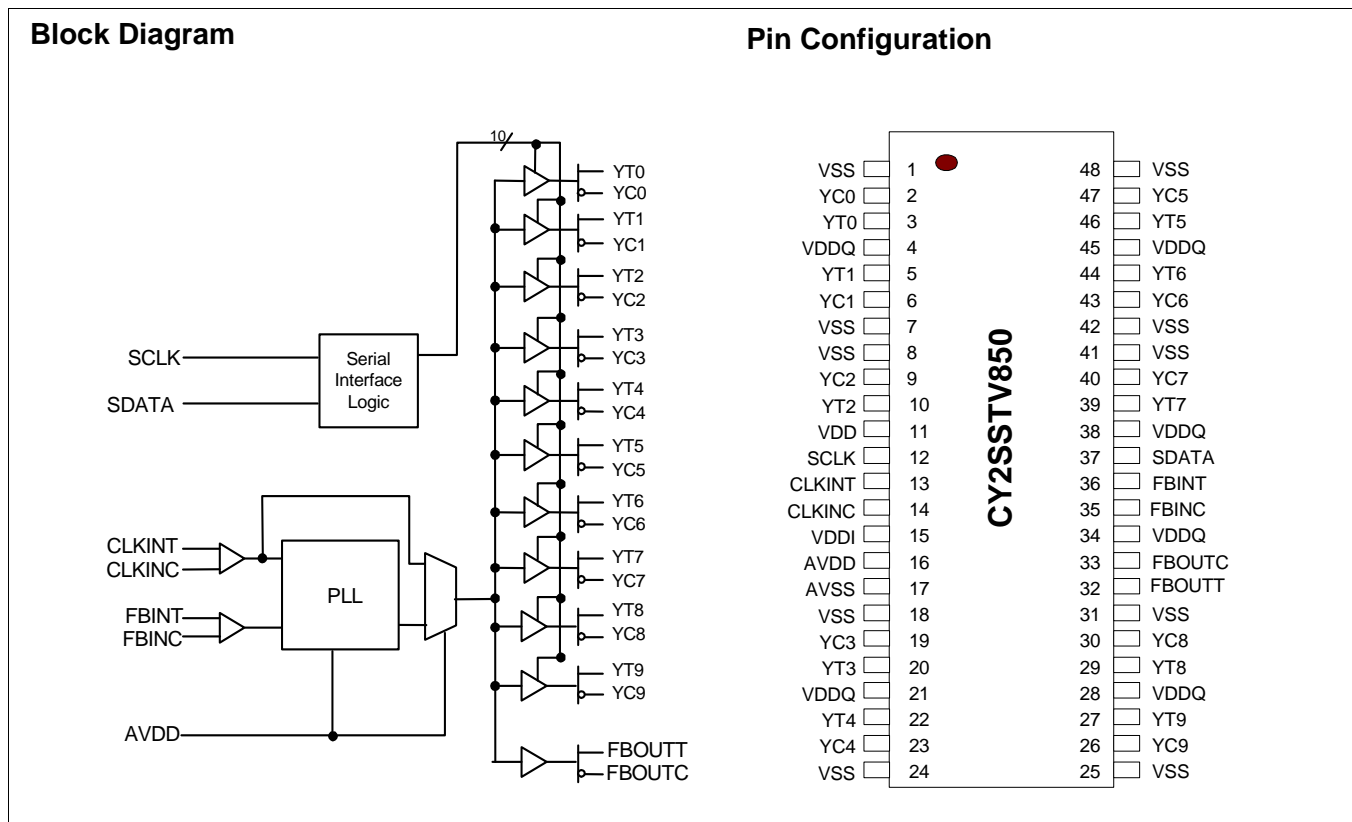 Block Diagram
Pin Configuration
10
YT0
YC0
YT1
YC1
YT2
YC2
YT3
YC3
YT4
YC4
YT5
YC5
YT6
YC6
YT7
YC7
YT8
YC8
YT9
YC9
FBOUTT
FBOUTC
SCLK
SDATA
Serial
Interface
Logic
CLKINT
CLKINC
FBINT
FBINC
PLL
AVDD
CY2SSTV850
VSS 1 48 VSS
YC0 2 47 YC5
YT0 3 46 YT5
VDDQ 4 45 VDDQ
YT1 5 44 YT6
YC1 6 43 YC6
VSS 7 42 VSS
VSS 8 41 VSS
YC2 9 40 YC7
YT2 10 39 YT7
VDD 11 38 VDDQ
SCLK 12 37 SDATA
CLKINT 13 36 FBINT
CLKINC 14 35 FBINC
VDDI 15 34 VDDQ
AVDD 16 33 FBOUTC
AVSS 17 32 FBOUTT
VSS 18 31 VSS
YC3 19 30 YC8
YT3 20 29 YT8
VDDQ 21 28 VDDQ
YT4 22 27 YT9
YC4 23 26 YC9
VSS 24 25 VSS